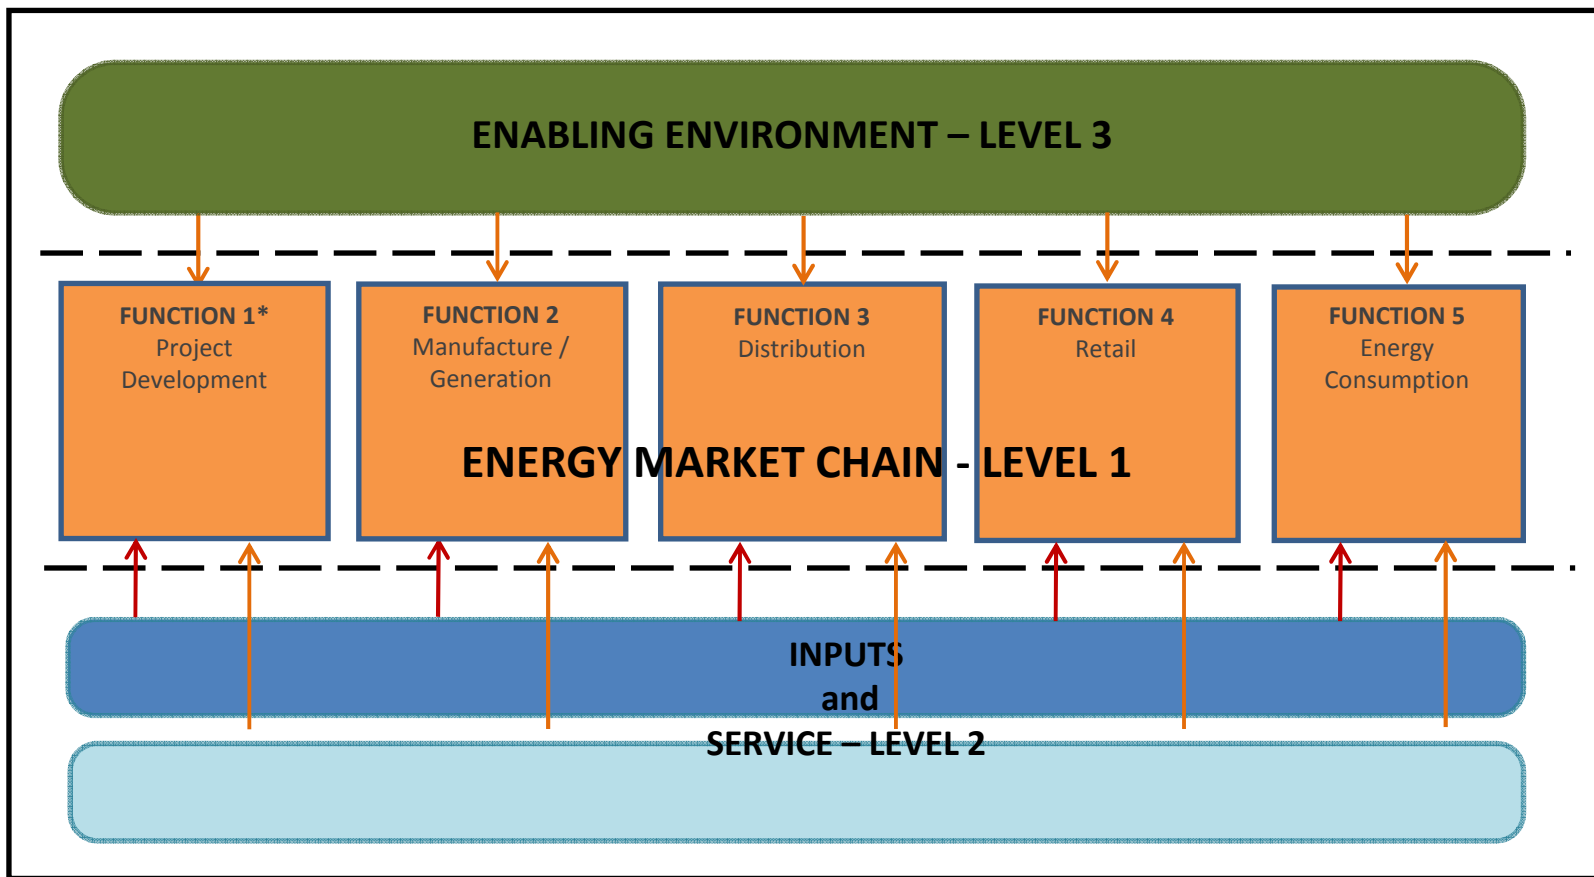 ENABLING ENVIRONMENT – LEVEL 3
FUNCTION 1*
Project
Development
FUNCTION 2
Manufacture /
Generation
FUNCTION 3
Distribution
FUNCTION 4
Retail
FUNCTION 5
Energy
Consumption
ENERGY MARKET CHAIN - LEVEL 1
INPUTS
and
SERVICE – LEVEL 2